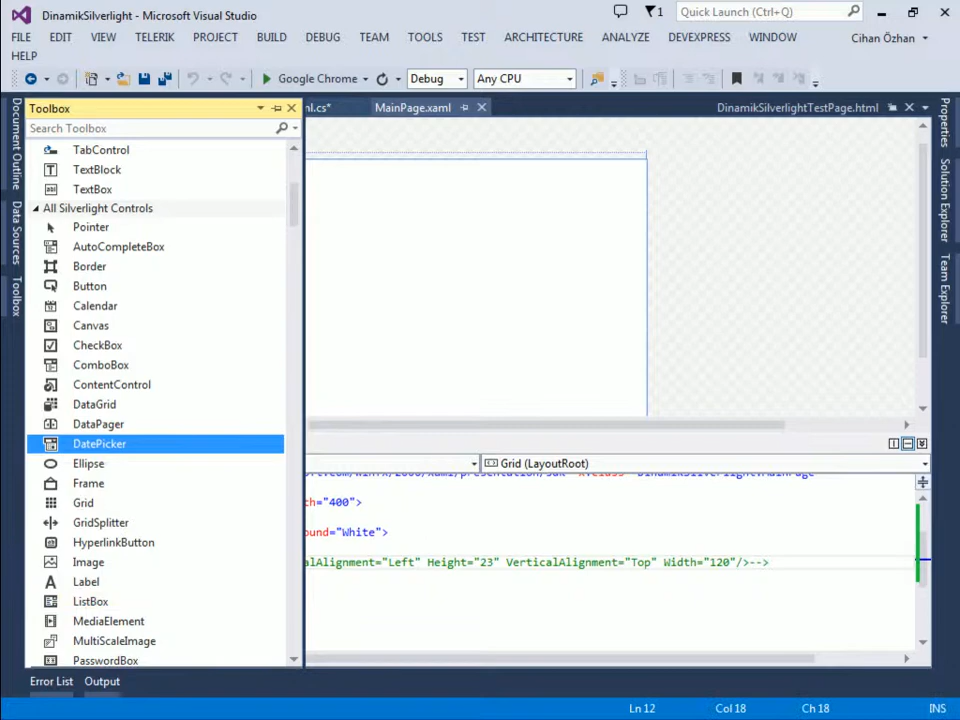 DinamikSilverlight - Microsoft Visual Studio
1
Quick Launch (Ctrl+Q)
FILE EDIT VIEW TELERIK PROJECT BUILD DEBUG TEAM TOOLS TEST ARCHITECTURE ANALYZE DEVEXPRESS WINDOW
Cihan Özhan
HELP
Google Chrome
Debug
Any CPU
Toolbox
ml.cs*
MainPage.xaml
DinamikSilverlightTestPage.html
Search Toolbox
TabControl
TextBlock
TextBox
All Silverlight Controls
Pointer
AutoCompleteBox
Border
Button
Calendar
Canvas
CheckBox
ComboBox
ContentControl
DataGrid
DataPager
DatePicker
Ellipse
Frame
Grid
GridSplitter
HyperlinkButton
Image
Label
ListBox
MediaElement
MultiScaleImage
PasswordBox
Document Outline
Data Sources
Toolbox
Properties
Solution Explorer
Team Explorer
Grid (LayoutRoot)
th="400">
ound="White">
alAlignment="Left" Height="23" VerticalAlignment="Top" Width="120"/>-->
Error List
Output
Ln 12
Col 18
Ch 18
INS